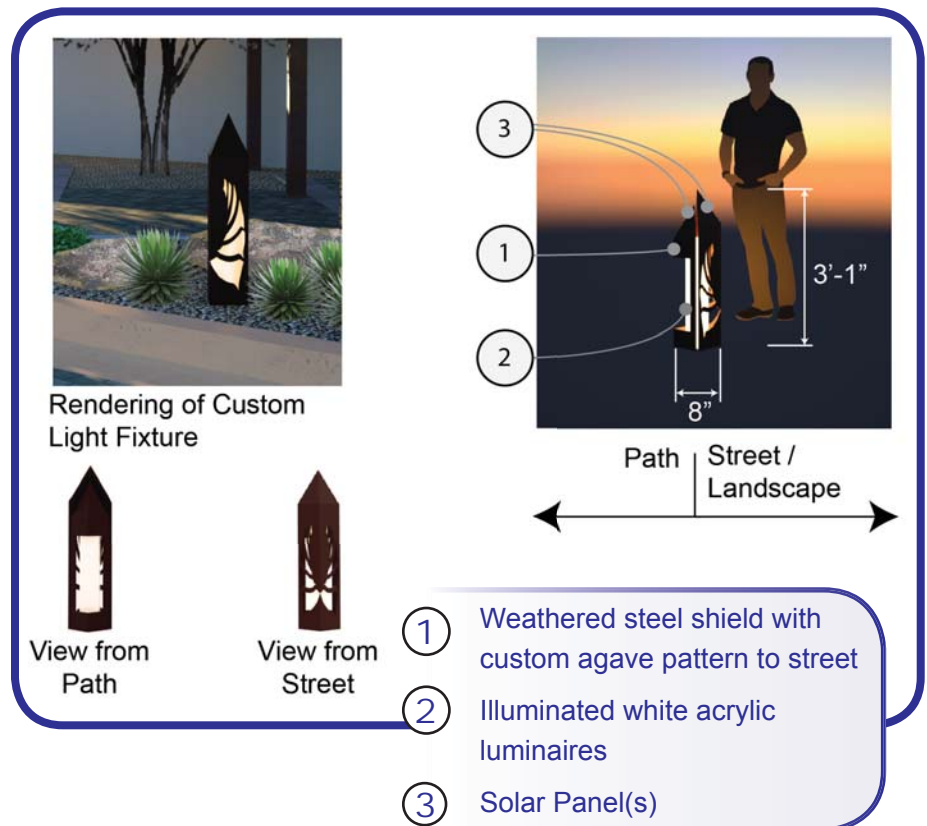 3
1
2
3’-1”
8”
Rendering of Custom
Light Fixture
Path
Street /
Landscape
View from
Path
View from
Street
1
Weathered steel shield with
custom agave pattern to street
2
Illuminated white acrylic
luminaires
3
Solar Panel(s)